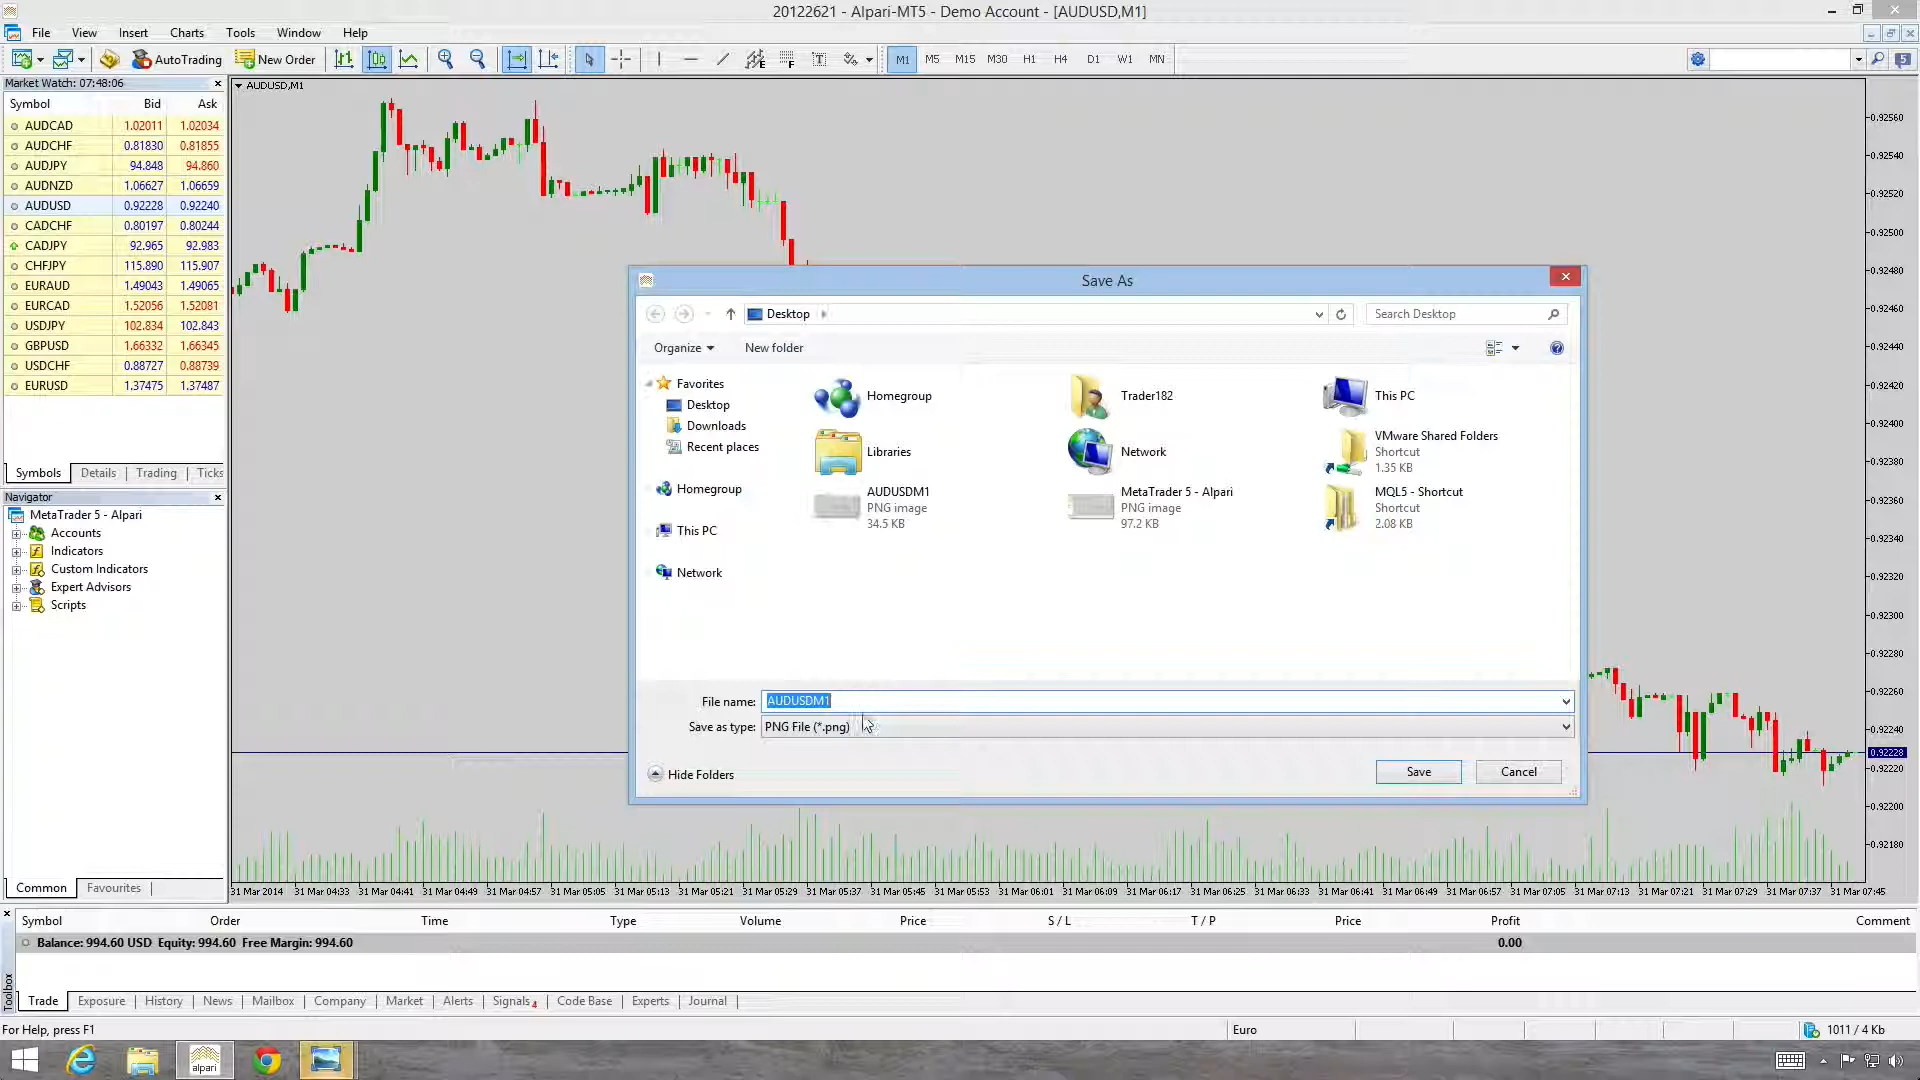 20122621 - Alpari-MT5 - Demo Account - [AUDUSD,M1]
File View Insert Charts Tools Window Help
AutoTrading New Order M1 M5 M15 M30 H1 H4 D1 W1 MN
Market Watch: 07:48:06
Symbol Bid Ask
AUDCAD 1.02011 1.02034
AUDCHF 0.81830 0.81855
AUDJPY 94.848 94.860
AUDNZD 1.06627 1.06659
AUDUSD 0.92228 0.92240
CADCHF 0.80197 0.80244
CADJPY 92.965 92.983
CHFJPY 115.890 115.907
EURAUD 1.49043 1.49065
EURCAD 1.52056 1.52081
USDJPY 102.834 102.843
GBPUSD 1.66332 1.66345
USDCHF 0.88727 0.88739
EURUSD 1.37475 1.37487
Symbols Details Trading Ticks
Navigator
MetaTrader 5 - Alpari
Accounts
Indicators
Custom Indicators
Expert Advisors
Scripts
Common Favourites
AUDUSD,M1
0.92560
0.92540
0.92520
0.92500
0.92480
0.92460
0.92440
0.92420
0.92400
0.92380
0.92360
0.92340
0.92320
0.92300
0.92280
0.92260
0.92240
0.92228
0.92220
0.92200
0.92180
Save As
Desktop
Search Desktop
Organize New folder
Favorites
Desktop
Downloads
Recent places
Homegroup
This PC
Network
Homegroup
Trader182
This PC
Libraries
Network
VMware Shared Folders
Shortcut
1.35 KB
AUDUSDM1
PNG image
34.5 KB
MetaTrader 5 - Alpari
PNG image
97.2 KB
MQL5 - Shortcut
Shortcut
2.08 KB
File name: AUDUSDM1
Save as type: PNG File (*.png)
Hide Folders
Save
Cancel
31 Mar 2014 31 Mar 04:33 31 Mar 04:41 31 Mar 04:49 31 Mar 04:57 31 Mar 05:05 31 Mar 05:13 31 Mar 05:21 31 Mar 05:29 31 Mar 05:37 31 Mar 05:45 31 Mar 05:53 31 Mar 06:01 31 Mar 06:09 31 Mar 06:17 31 Mar 06:25 31 Mar 06:33 31 Mar 06:41 31 Mar 06:49 31 Mar 06:57 31 Mar 07:05 31 Mar 07:13 31 Mar 07:21 31 Mar 07:29 31 Mar 07:37 31 Mar 07:45
Symbol Order Time Type Volume Price S / L T / P Price Profit Comment
Balance: 994.60 USD Equity: 994.60 Free Margin: 994.60 0.00
Toolbox
Trade Exposure History News Mailbox Company Market Alerts Signals 4 Code Base Experts Journal
For Help, press F1
Euro
1011 / 4 Kb
alpari